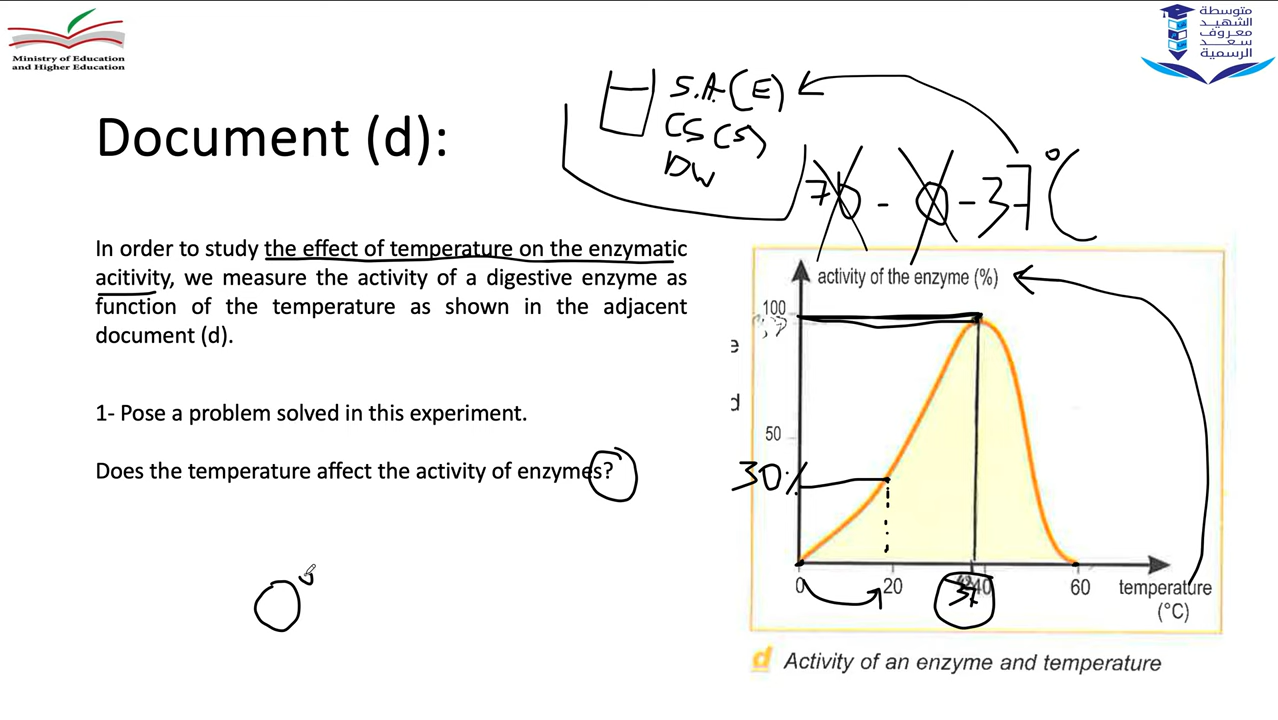 Ministry of Education
and Higher Education
متوسطة
الشهيد
معروف
سعد
الرسمية
S.A (E)
CS (S)
DW
70 - 0 - 37°C
Document (d):
In order to study the effect of temperature on the enzymatic
acitivity, we measure the activity of a digestive enzyme as
function of the temperature as shown in the adjacent
document (d).
1- Pose a problem solved in this experiment.
Does the temperature affect the activity of enzymes?
activity of the enzyme (%)
100
e
d
50
30%
0 20 37 40 60 temperature
(°C)
d Activity of an enzyme and temperature